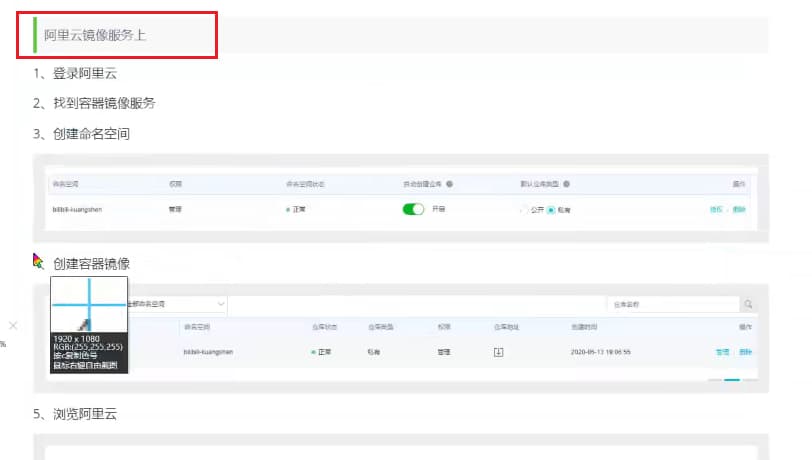 阿里云镜像服务上
1、登录阿里云
2、找到容器镜像服务
3、创建命名空间
命名空间 权限 命名空间状态 自动创建仓库 默认仓库类型 操作
bilibili-kuangshen 管理 正常 开启 公开 私有 授权 删除
创建容器镜像
全部命名空间 仓库名称
命名空间 仓库状态 仓库类型 权限 仓库地址 创建时间 操作
bilibili-kuangshen 正常 私有 管理 2020-05-13 19:06:55 管理 删除
1920 x 1080
RGB:(255,255,255)
按c复制色号
鼠标右键自由截图
%
5、浏览阿里云